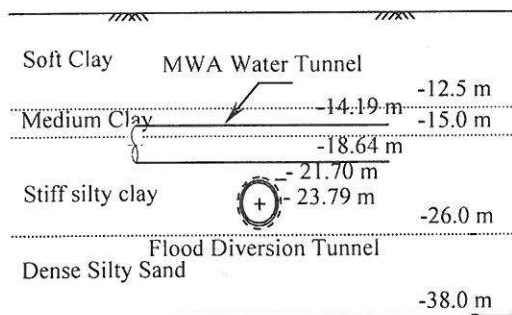 Soft Clay
MWA Water Tunnel
-12.5 m
-14.19 m
Medium Clay
-15.0 m
-18.64 m
- 21.70 m
Stiff silty clay
- 23.79 m
-26.0 m
Flood Diversion Tunnel
Dense Silty Sand
-38.0 m